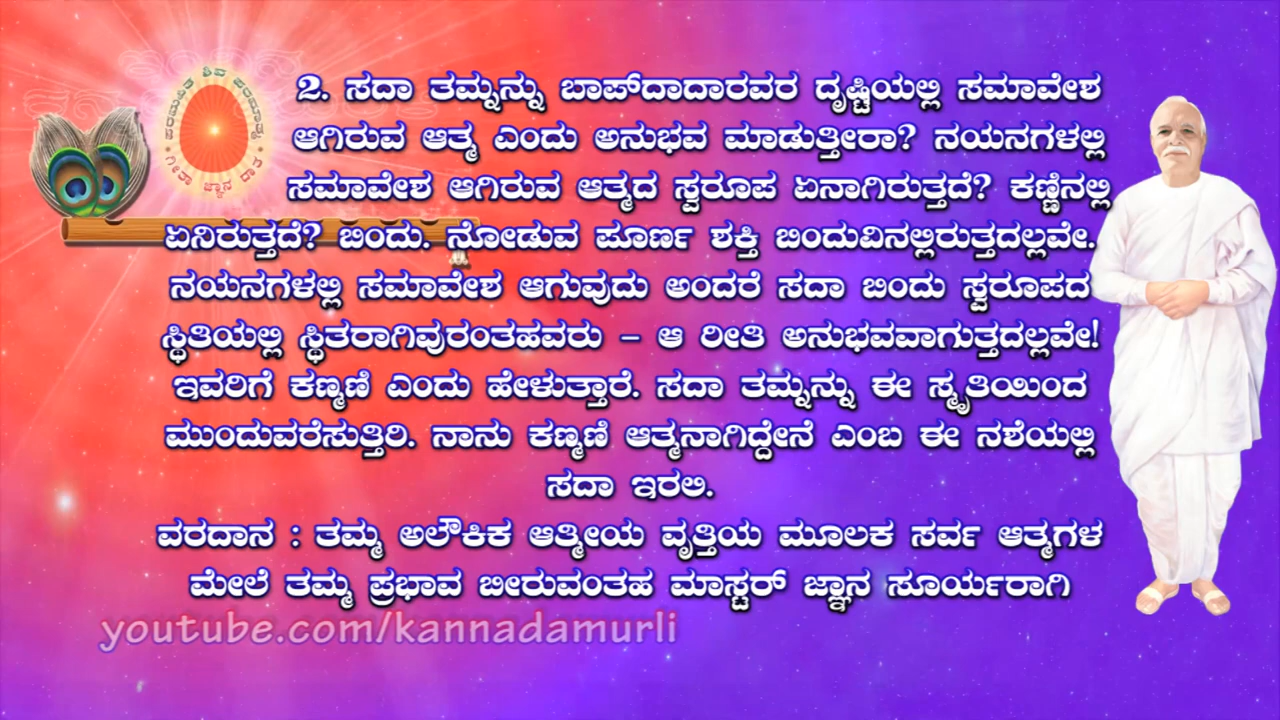 ಪರಮಪಿತ ಶಿವ ಪರಮಾತ್ಮ
ಗೀತಾ ಜ್ಞಾನ ದಾತ
2. ಸದಾ ತಮ್ಮನ್ನು ಬಾಪ್‌ದಾದಾರವರ ದೃಷ್ಟಿಯಲ್ಲಿ ಸಮಾವೇಶ
ಆಗಿರುವ ಆತ್ಮ ಎಂದು ಅನುಭವ ಮಾಡುತ್ತೀರಾ? ನಯನಗಳಲ್ಲಿ
ಸಮಾವೇಶ ಆಗಿರುವ ಆತ್ಮದ ಸ್ವರೂಪ ಏನಾಗಿರುತ್ತದೆ? ಕಣ್ಣಿನಲ್ಲಿ
ಏನಿರುತ್ತದೆ? ಬಿಂದು. ನೋಡುವ ಪೂರ್ಣ ಶಕ್ತಿ ಬಿಂದುವಿನಲ್ಲಿರುತ್ತದಲ್ಲವೇ.
ನಯನಗಳಲ್ಲಿ ಸಮಾವೇಶ ಆಗುವುದು ಅಂದರೆ ಸದಾ ಬಿಂದು ಸ್ವರೂಪದ
ಸ್ಥಿತಿಯಲ್ಲಿ ಸ್ಥಿತರಾಗಿವುರಂತಹವರು – ಆ ರೀತಿ ಅನುಭವವಾಗುತ್ತದಲ್ಲವೇ!
ಇವರಿಗೆ ಕಣ್ಮಣಿ ಎಂದು ಹೇಳುತ್ತಾರೆ. ಸದಾ ತಮ್ಮನ್ನು ಈ ಸ್ಮೃತಿಯಿಂದ
ಮುಂದುವರೆಸುತ್ತಿರಿ. ನಾನು ಕಣ್ಮಣಿ ಆತ್ಮನಾಗಿದ್ದೇನೆ ಎಂಬ ಈ ನಶೆಯಲ್ಲಿ
ಸದಾ ಇರಲಿ.
ವರದಾನ : ತಮ್ಮ ಅಲೌಕಿಕ ಆತ್ಮೀಯ ವೃತ್ತಿಯ ಮೂಲಕ ಸರ್ವ ಆತ್ಮಗಳ
ಮೇಲೆ ತಮ್ಮ ಪ್ರಭಾವ ಬೀರುವಂತಹ ಮಾಸ್ಟರ್ ಜ್ಞಾನ ಸೂರ್ಯರಾಗಿ
youtube.com/kannadamurli